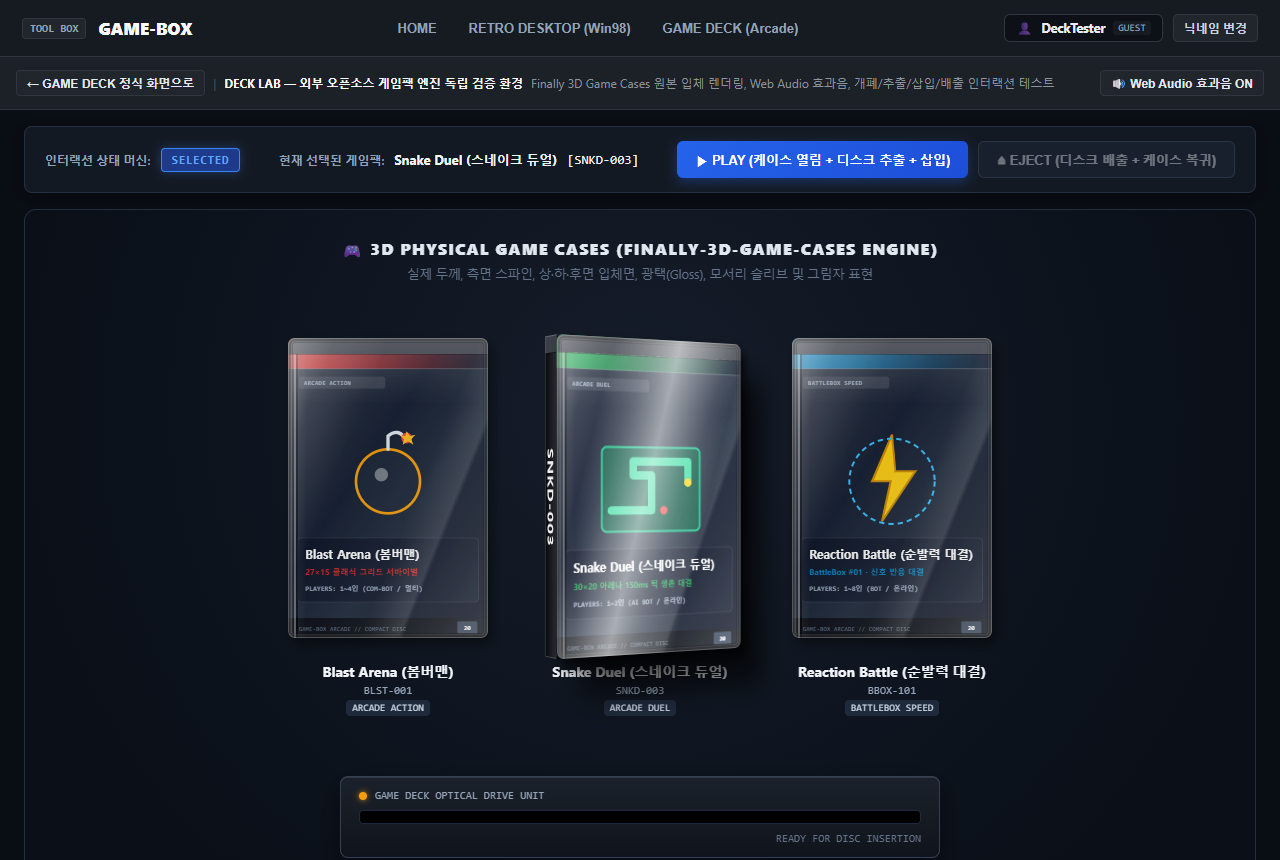 TOOL BOX
GAME-BOX
HOME
RETRO DESKTOP (Win98)
GAME DECK (Arcade)
DeckTester
GUEST
닉네임 변경
← GAME DECK 정식 화면으로
DECK LAB — 외부 오픈소스 게임팩 엔진 독립 검증 환경
Finally 3D Game Cases 원본 입체 렌더링, Web Audio 효과음, 개폐/추출/삽입/배출 인터랙션 테스트
Web Audio 효과음 ON
인터랙션 상태 머신:
SELECTED
현재 선택된 게임팩: Snake Duel (스네이크 듀얼) [SNKD-003]
▶ PLAY (케이스 열림 + 디스크 추출 + 삽입)
⏏ EJECT (디스크 배출 + 케이스 복귀)
3D PHYSICAL GAME CASES (FINALLY-3D-GAME-CASES ENGINE)
실제 두께, 측면 스파인, 상·하·후면 입체면, 광택(Gloss), 모서리 슬리브 및 그림자 표현
ARCADE ACTION
Blast Arena (봄버맨)
27×15 클래식 그리드 서바이벌
PLAYERS: 1~4인 (COM-BOT / 멀티)
GAME-BOX ARCADE // COMPACT DISC
SNKD-003
ARCADE DUEL
Snake Duel (스네이크 듀얼)
30×20 아레나 150ms 틱 생존 대결
PLAYERS: 1~2인 (AI BOT / 온라인)
GAME-BOX ARCADE // COMPACT DISC
BATTLEBOX SPEED
Reaction Battle (순발력 대결)
BattleBox #01 · 신호 반응 대결
PLAYERS: 1~8인 (BOT / 온라인)
GAME-BOX ARCADE // COMPACT DISC
Blast Arena (봄버맨)
BLST-001
ARCADE ACTION
Snake Duel (스네이크 듀얼)
SNKD-003
ARCADE DUEL
Reaction Battle (순발력 대결)
BBOX-101
BATTLEBOX SPEED
GAME DECK OPTICAL DRIVE UNIT
READY FOR DISC INSERTION